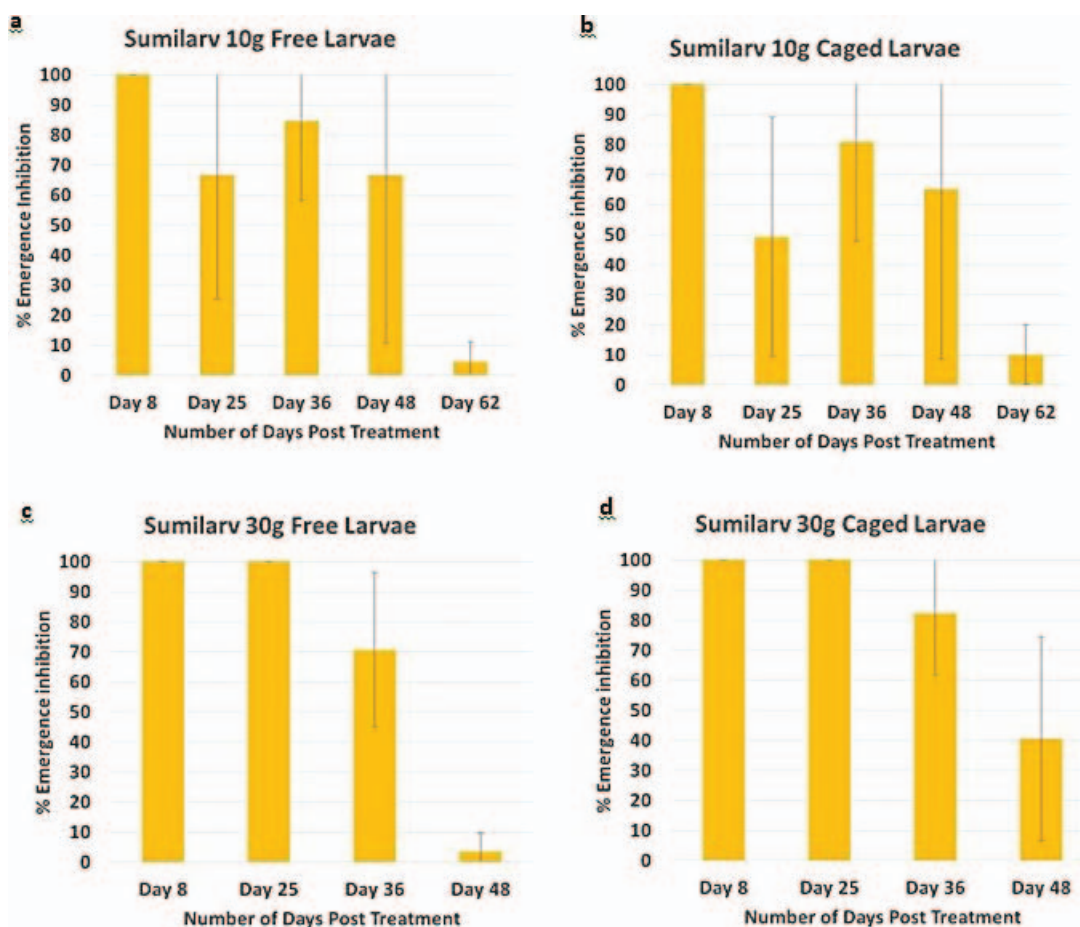 a
Sumilarv 10g Free Larvae
% Emergence Inhibition
100
90
80
70
60
50
40
30
20
10
0
Day 8 Day 25 Day 36 Day 48 Day 62
Number of Days Post Treatment
b
Sumilarv 10g Caged Larvae
% Emergence inhibition
100
90
80
70
60
50
40
30
20
10
0
Day 8 Day 25 Day 36 Day 48 Day 62
Number of Days Post Treatment
c
Sumilarv 30g Free Larvae
% Emergence inhibition
100
90
80
70
60
50
40
30
20
10
0
Day 8 Day 25 Day 36 Day 48
Number of Days Post Treatment
d
Sumilarv 30g Caged Larvae
% Emergence inhibition
100
90
80
70
60
50
40
30
20
10
0
Day 8 Day 25 Day 36 Day 48
Number of Days Post Treatment